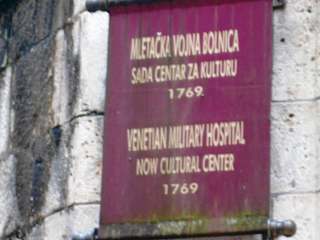 MLETAČKA VOJNA BOLNICA
SADA CENTAR ZA KULTURU
1769.
VENETIAN MILITARY HOSPITAL
NOW CULTURAL CENTER
1769